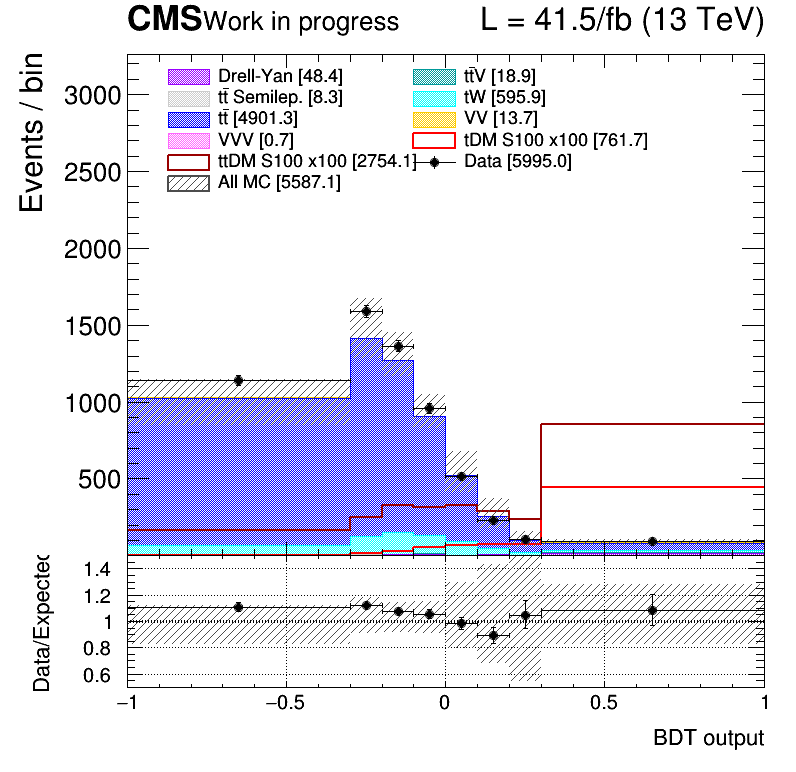 CMS Work in progress L = 41.5/fb (13 TeV)
Events / bin
3000
2500
2000
1500
1000
500
Drell-Yan [48.4]
tt̄ Semilep. [8.3]
tt̄ [4901.3]
VVV [0.7]
ttDM S100 x100 [2754.1]
All MC [5587.1]
tt̄V [18.9]
tW [595.9]
VV [13.7]
tDM S100 x100 [761.7]
Data [5995.0]
Data/Expected
1.4
1.2
1
0.8
0.6
−1 −0.5 0 0.5 1
BDT output